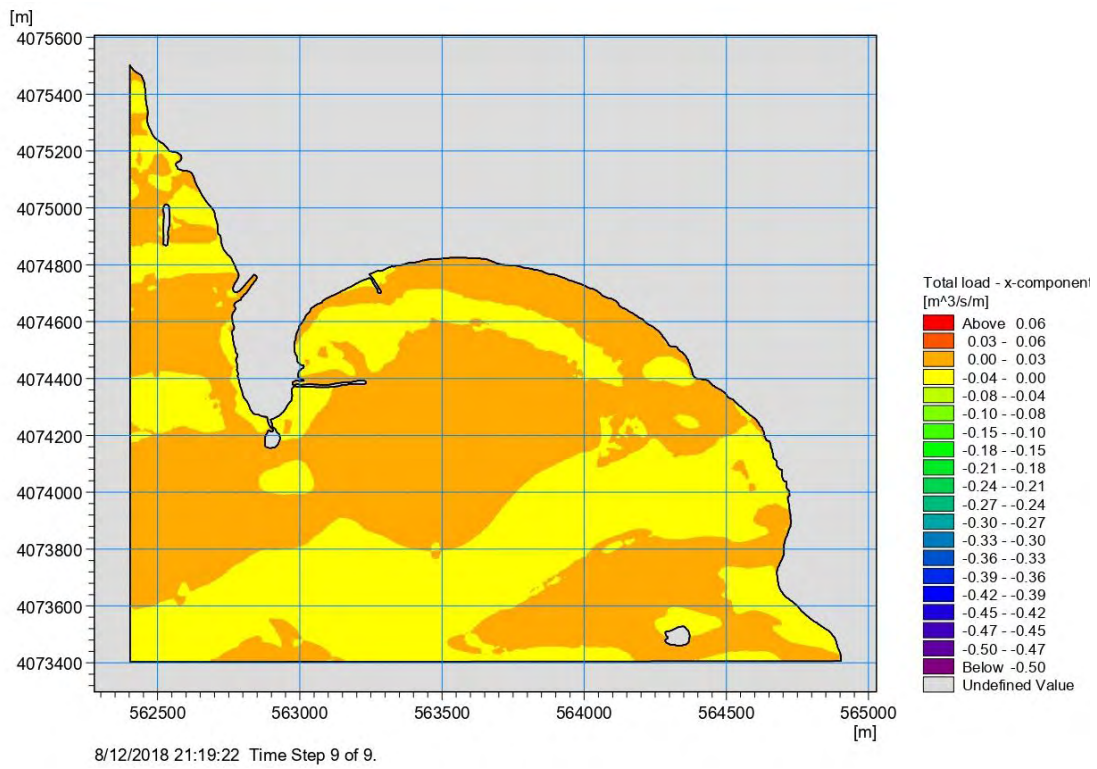 [m]
4075600
4075400
4075200
4075000
4074800
4074600
4074400
4074200
4074000
4073800
4073600
4073400
562500 563000 563500 564000 564500 565000
[m]
8/12/2018 21:19:22 Time Step 9 of 9.
Total load - x-component
[m^3/s/m]
Above 0.06
0.03 - 0.06
0.00 - 0.03
-0.04 - 0.00
-0.08 - -0.04
-0.10 - -0.08
-0.15 - -0.10
-0.18 - -0.15
-0.21 - -0.18
-0.24 - -0.21
-0.27 - -0.24
-0.30 - -0.27
-0.33 - -0.30
-0.36 - -0.33
-0.39 - -0.36
-0.42 - -0.39
-0.45 - -0.42
-0.47 - -0.45
-0.50 - -0.47
Below -0.50
Undefined Value